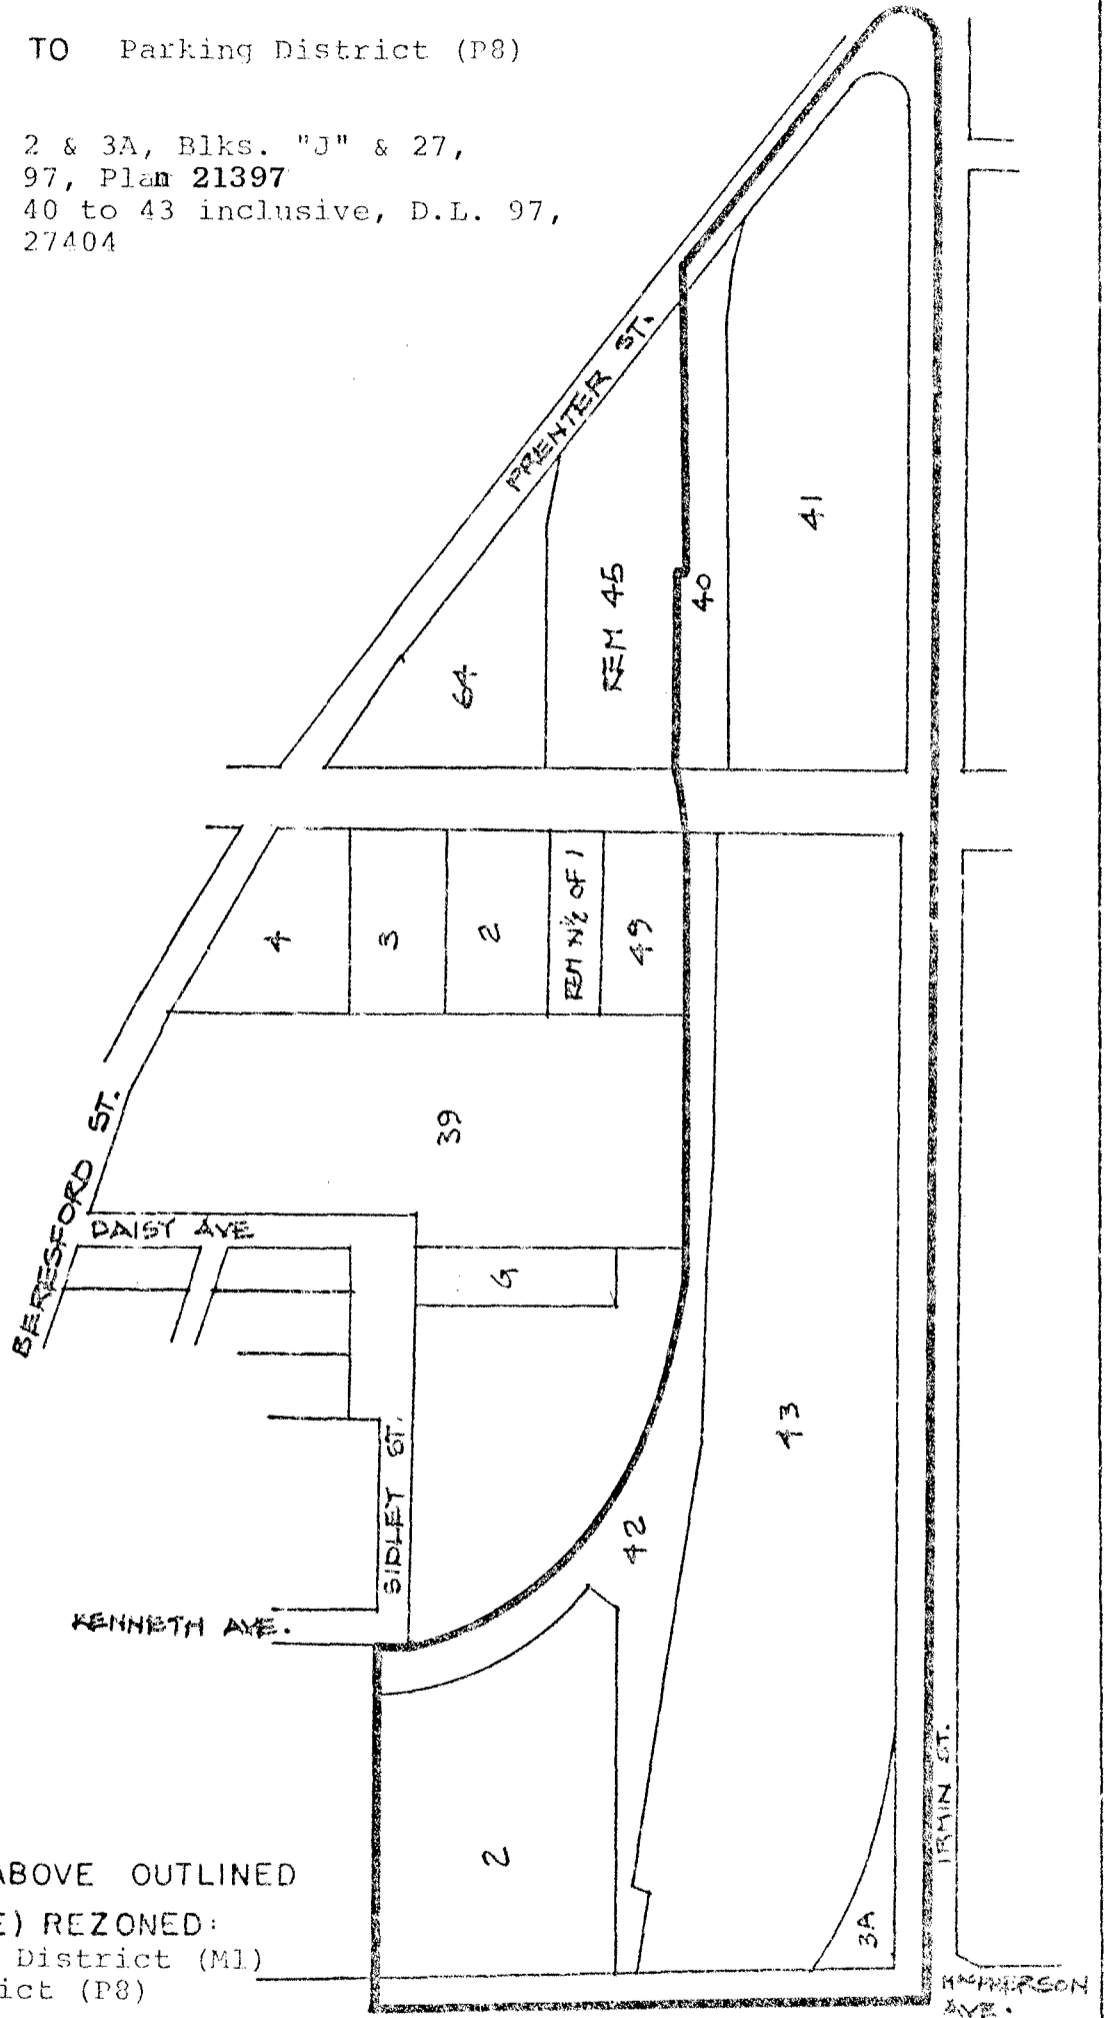 TO Parking District (P8)
2 & 3A, Blks. "J" & 27,
97, Plan 21397
40 to 43 inclusive, D.L. 97,
27404
PRENTER ST.
41
40
REM 45
64
4
3
2
REM N½ OF 1
49
39
BERESFORD ST.
DAISY AVE
G
SIDLEY ST.
43
42
KENNETH AVE.
2
3A
IRMIN ST.
ABOVE OUTLINED
E) REZONED:
District (M1)
ict (P8)
McPHERSON
AVE.